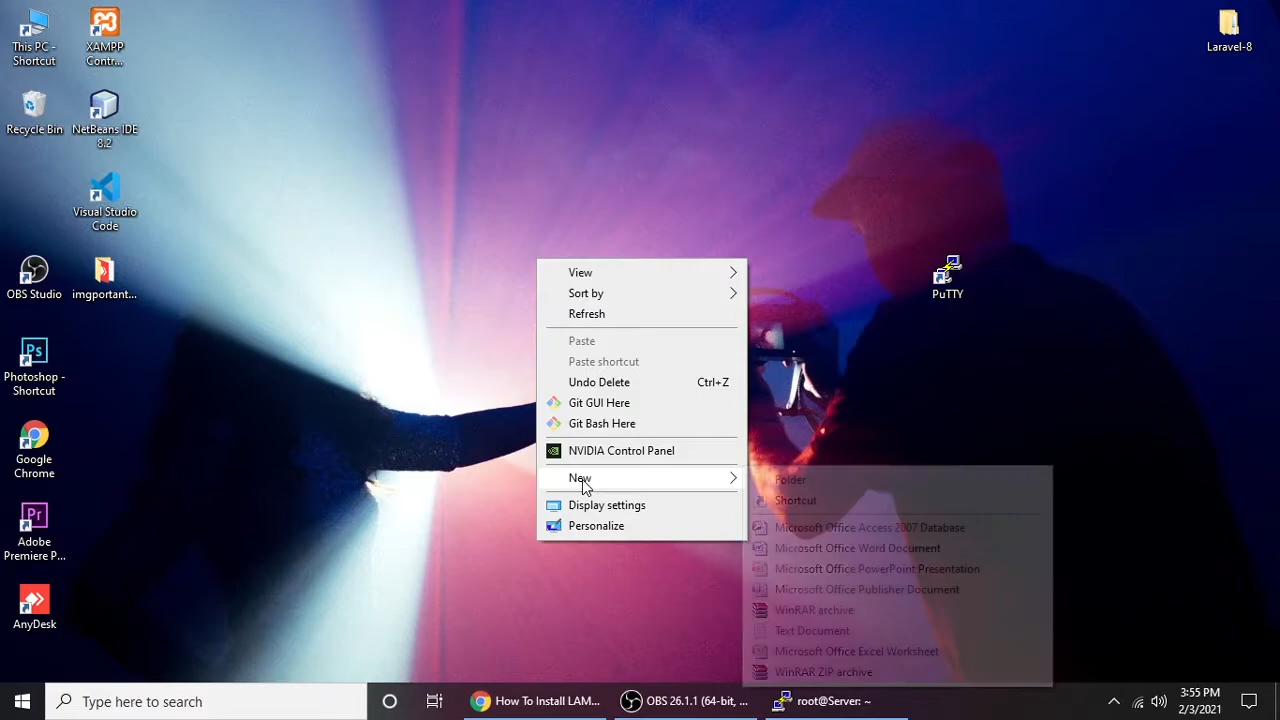 This PC -
Shortcut
XAMPP
Contr...
Laravel-8
Recycle Bin
NetBeans IDE
8.2
Visual Studio
Code
OBS Studio
imgportant...
PuTTY
Photoshop -
Shortcut
Google
Chrome
Adobe
Premiere P...
AnyDesk
View
Sort by
Refresh
Paste
Paste shortcut
Undo Delete Ctrl+Z
Git GUI Here
Git Bash Here
NVIDIA Control Panel
New
Display settings
Personalize
Folder
Shortcut
Microsoft Office Access 2007 Database
Microsoft Office Word Document
Microsoft Office PowerPoint Presentation
Microsoft Office Publisher Document
WinRAR archive
Text Document
Microsoft Office Excel Worksheet
WinRAR ZIP archive
Type here to search
How To Install LAM...
OBS 26.1.1 (64-bit, ...
root@Server: ~
3:55 PM
2/3/2021